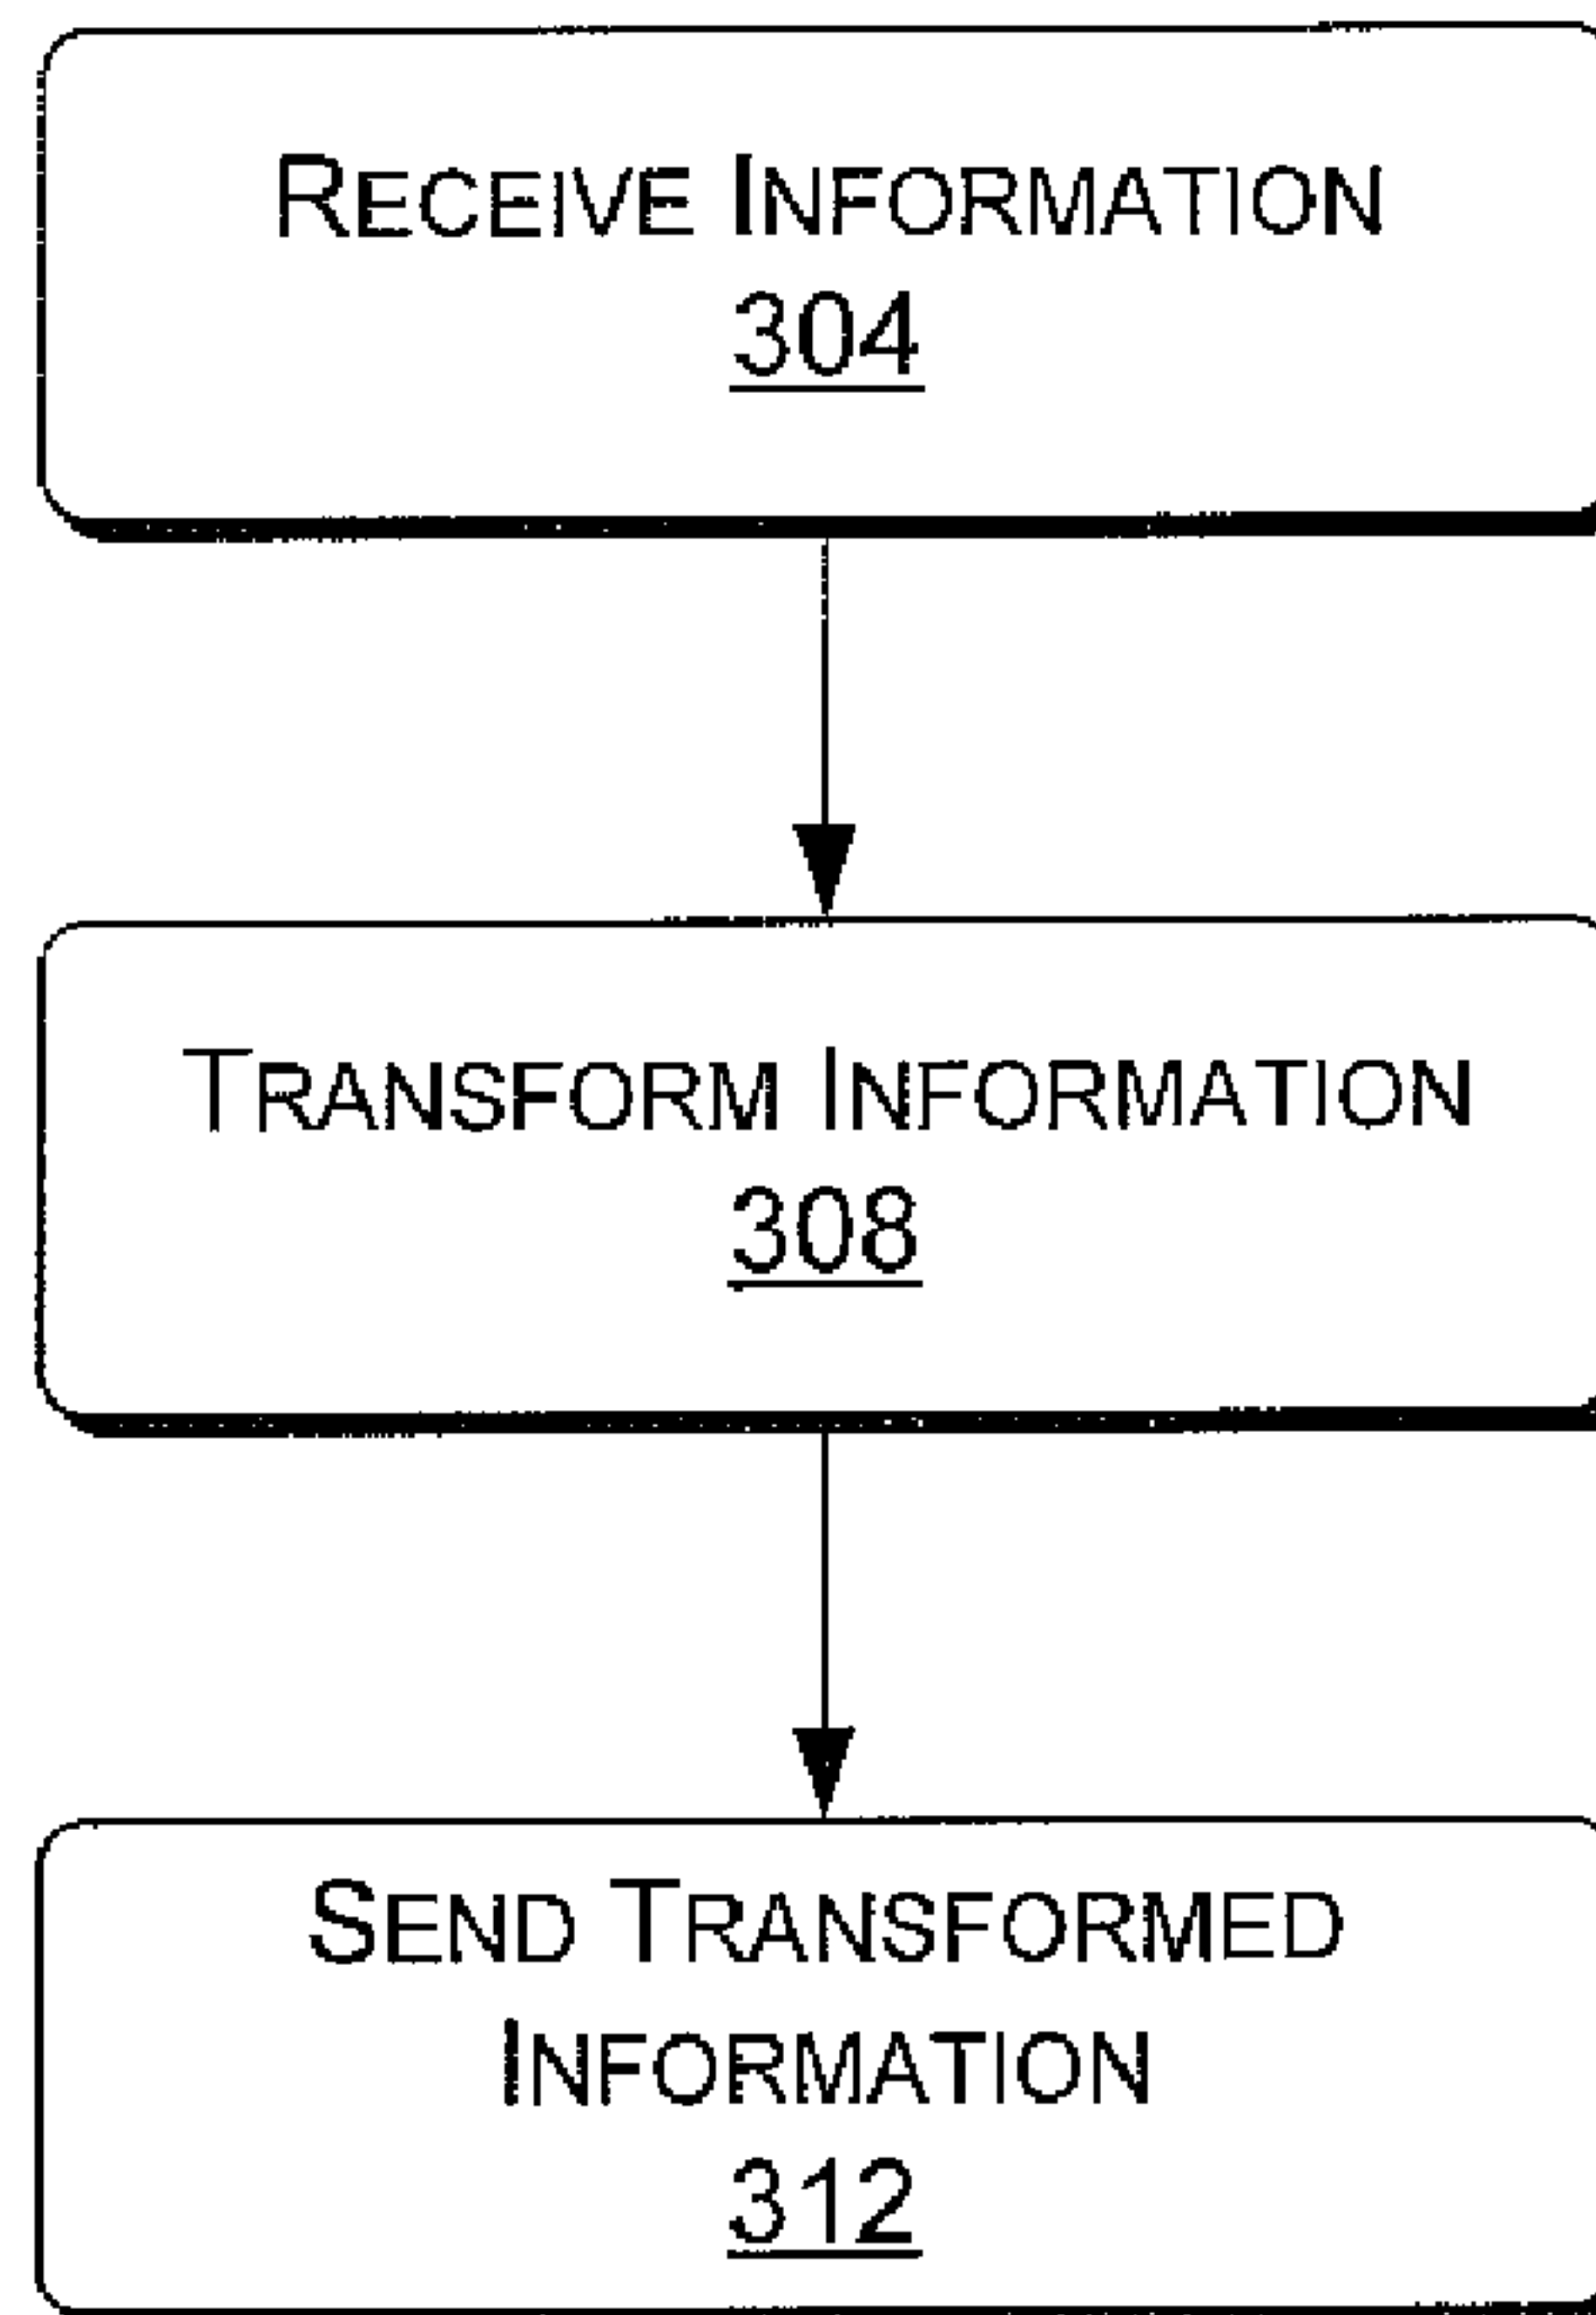 RECEIVE INFORMATION
304
TRANSFORM INFORMATION
308
SEND TRANSFORMED
INFORMATION
312